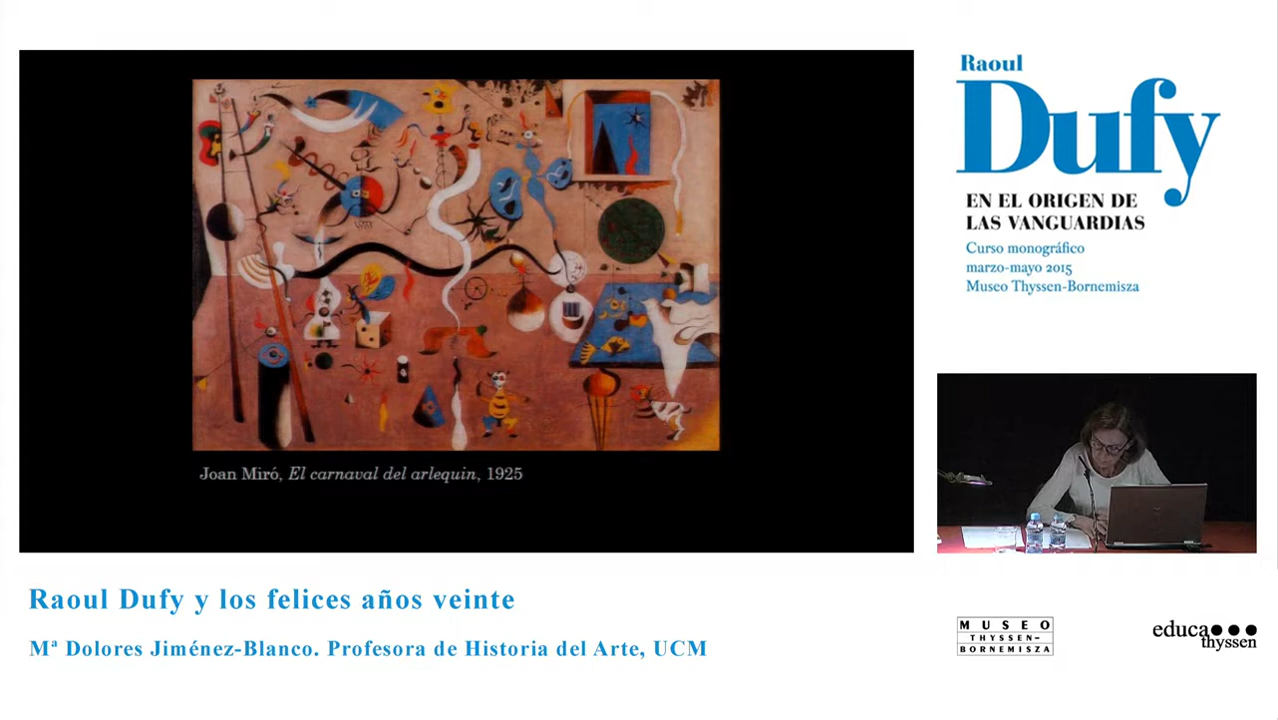 Raoul
Dufy
EN EL ORIGEN DE
LAS VANGUARDIAS
Curso monográfico
marzo-mayo 2015
Museo Thyssen-Bornemisza
Joan Miró, El carnaval del arlequin, 1925
Raoul Dufy y los felices años veinte
Mª Dolores Jiménez-Blanco. Profesora de Historia del Arte, UCM
MUSEO
THYSSEN-
BORNEMISZA
educa
thyssen